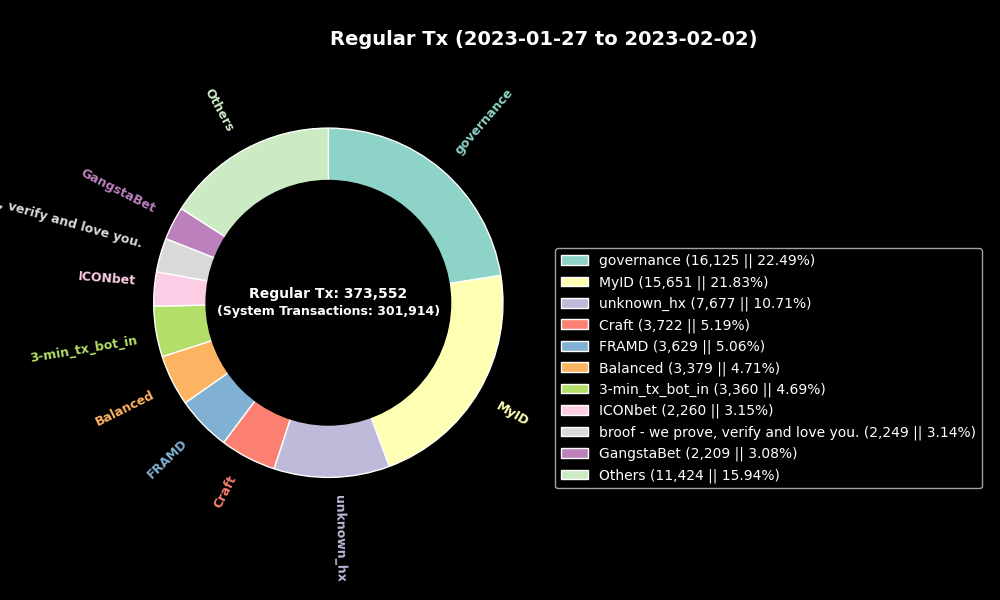 Regular Tx (2023-01-27 to 2023-02-02)
governance
Others
GangstaBet
, verify and love you.
ICONbet
3-min_tx_bot_in
Balanced
FRAMD
Craft
unknown_hx
MyID
Regular Tx: 373,552
(System Transactions: 301,914)
governance (16,125 || 22.49%)
MyID (15,651 || 21.83%)
unknown_hx (7,677 || 10.71%)
Craft (3,722 || 5.19%)
FRAMD (3,629 || 5.06%)
Balanced (3,379 || 4.71%)
3-min_tx_bot_in (3,360 || 4.69%)
ICONbet (2,260 || 3.15%)
broof - we prove, verify and love you. (2,249 || 3.14%)
GangstaBet (2,209 || 3.08%)
Others (11,424 || 15.94%)